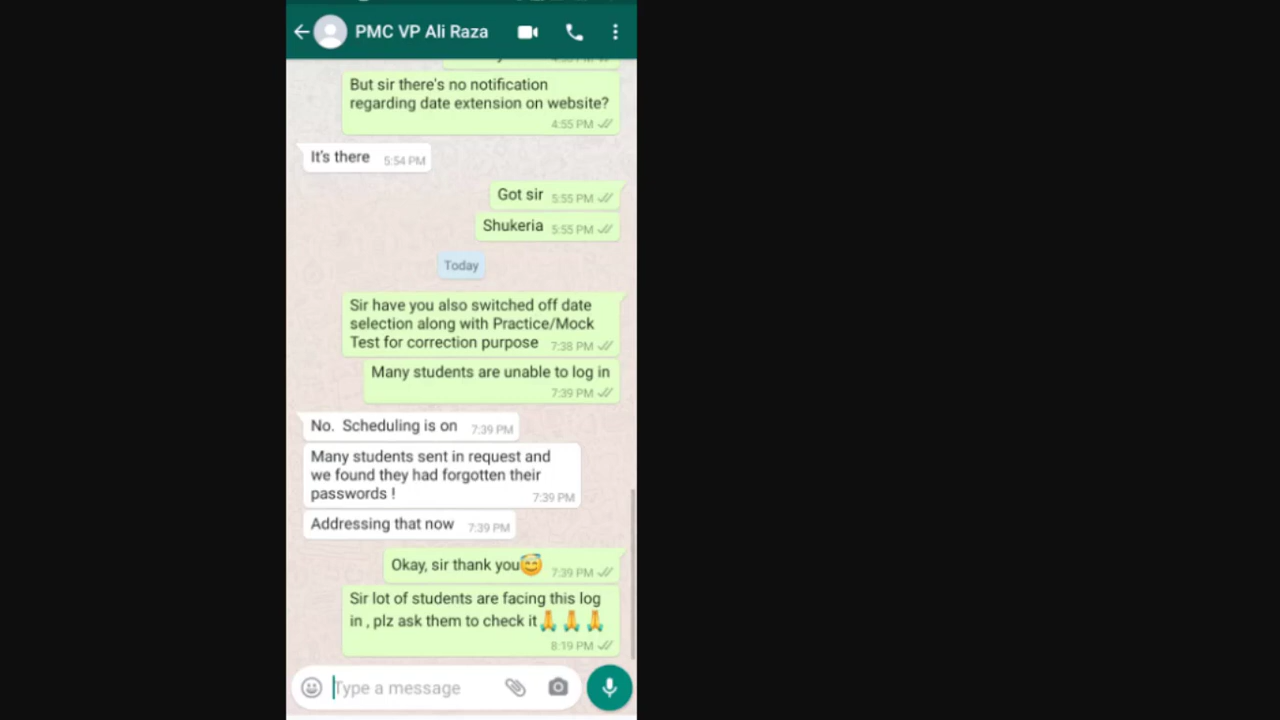 PMC VP Ali Raza
But sir there's no notification
regarding date extension on website?
4:55 PM
It's there 5:54 PM
Got sir 5:55 PM
Shukeria 5:55 PM
Today
Sir have you also switched off date
selection along with Practice/Mock
Test for correction purpose 7:38 PM
Many students are unable to log in
7:39 PM
No. Scheduling is on 7:39 PM
Many students sent in request and
we found they had forgotten their
passwords ! 7:39 PM
Addressing that now 7:39 PM
Okay, sir thank you😇 7:39 PM
Sir lot of students are facing this log
in , plz ask them to check it🙏🙏🙏
8:19 PM
Type a message